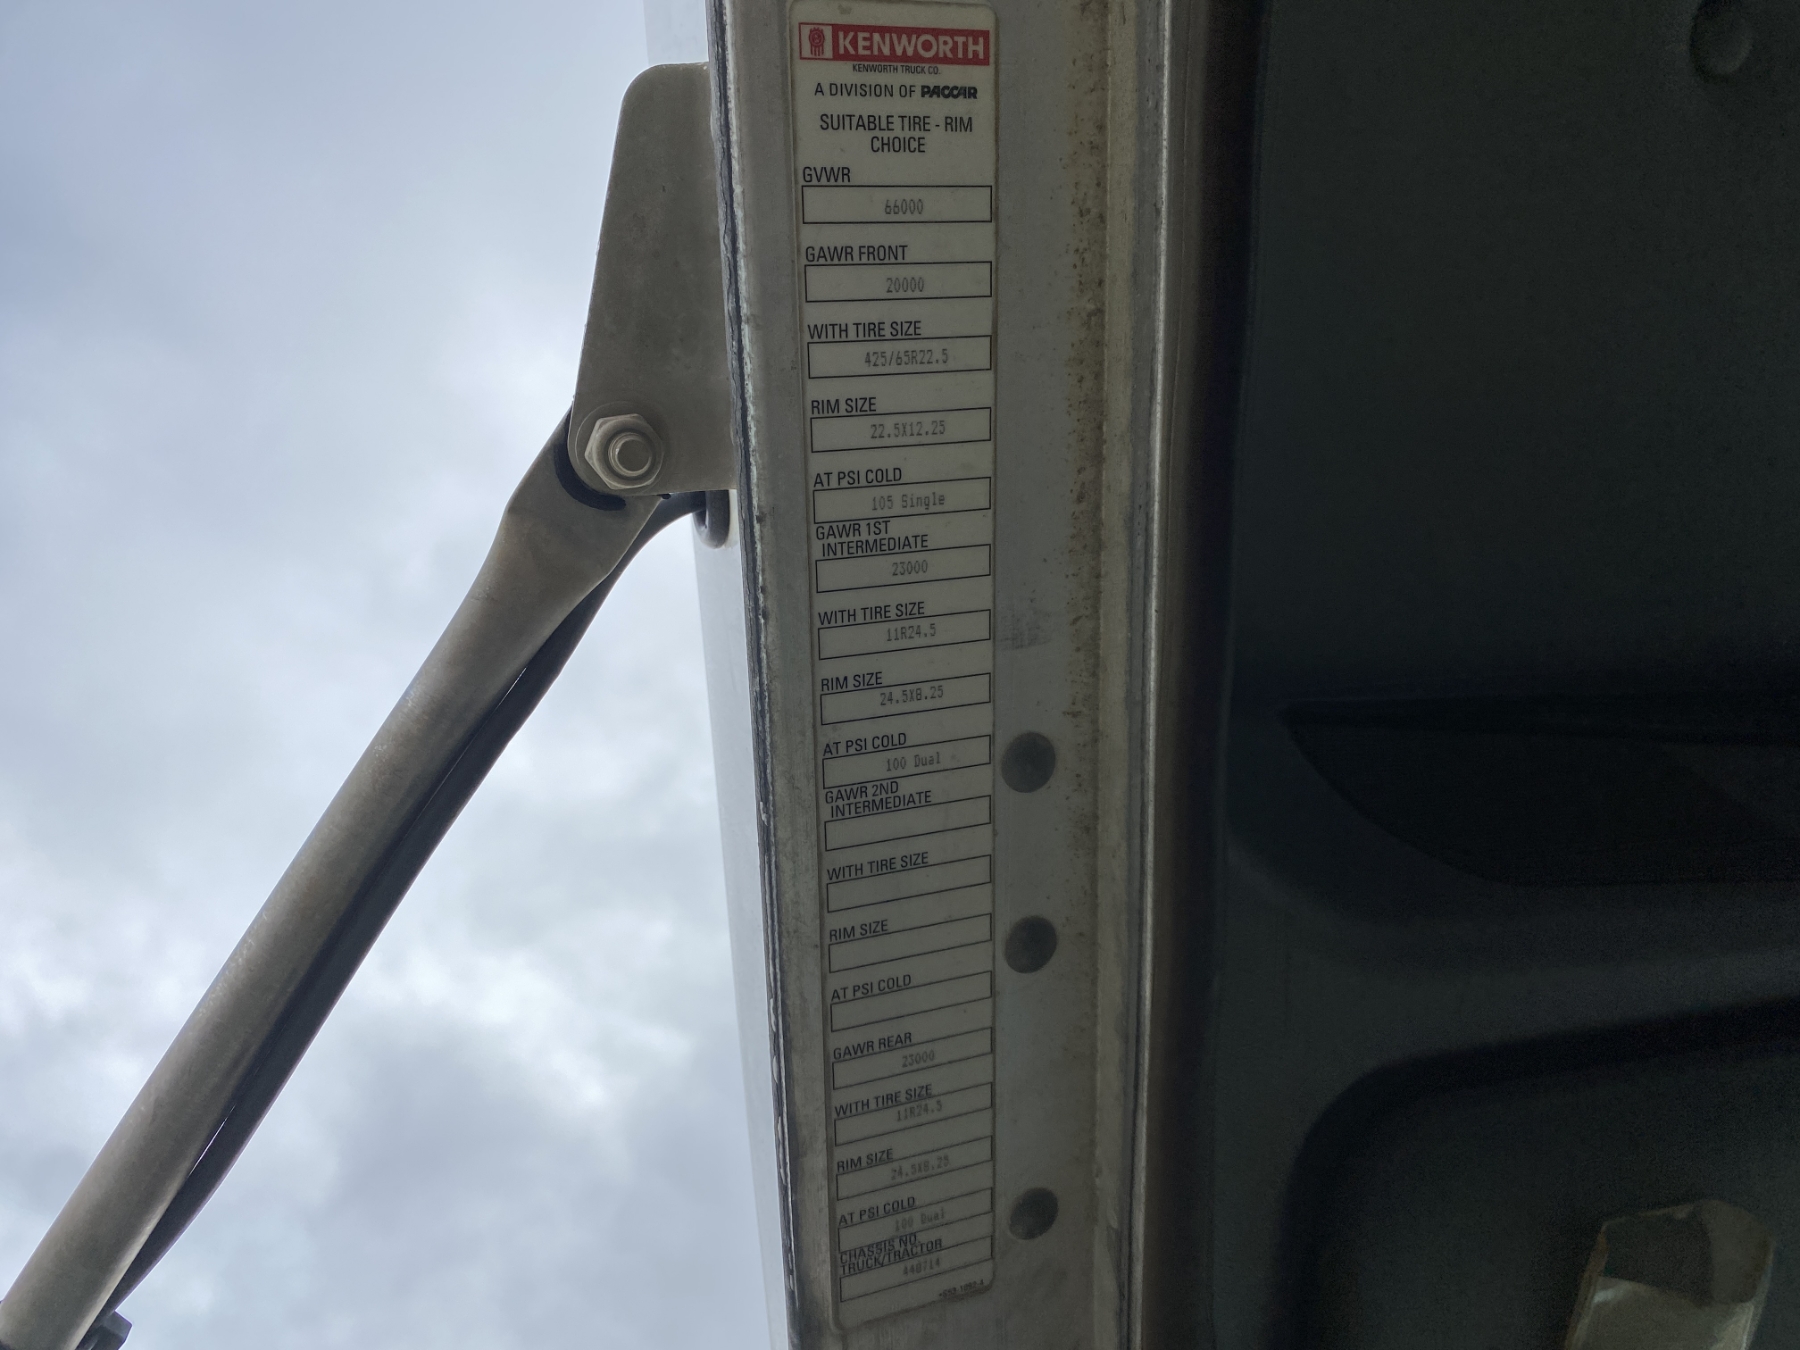 KENWORTH
KENWORTH TRUCK CO.
A DIVISION OF PACCAR
SUITABLE TIRE - RIM
CHOICE
GVWR
66000
GAWR FRONT
20000
WITH TIRE SIZE
425/65R22.5
RIM SIZE
22.5X12.25
AT PSI COLD
105 Single
GAWR 1ST
INTERMEDIATE
23000
WITH TIRE SIZE
11R24.5
RIM SIZE
24.5X8.25
AT PSI COLD
100 Dual
GAWR 2ND
INTERMEDIATE
WITH TIRE SIZE
RIM SIZE
AT PSI COLD
GAWR REAR
23000
WITH TIRE SIZE
11R24.5
RIM SIZE
24.5X8.25
AT PSI COLD
100 Dual
CHASSIS NO.
TRUCK/TRACTOR